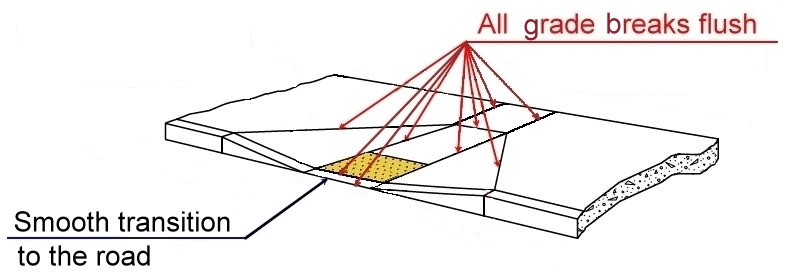 All grade breaks flush
Smooth transition
to the road